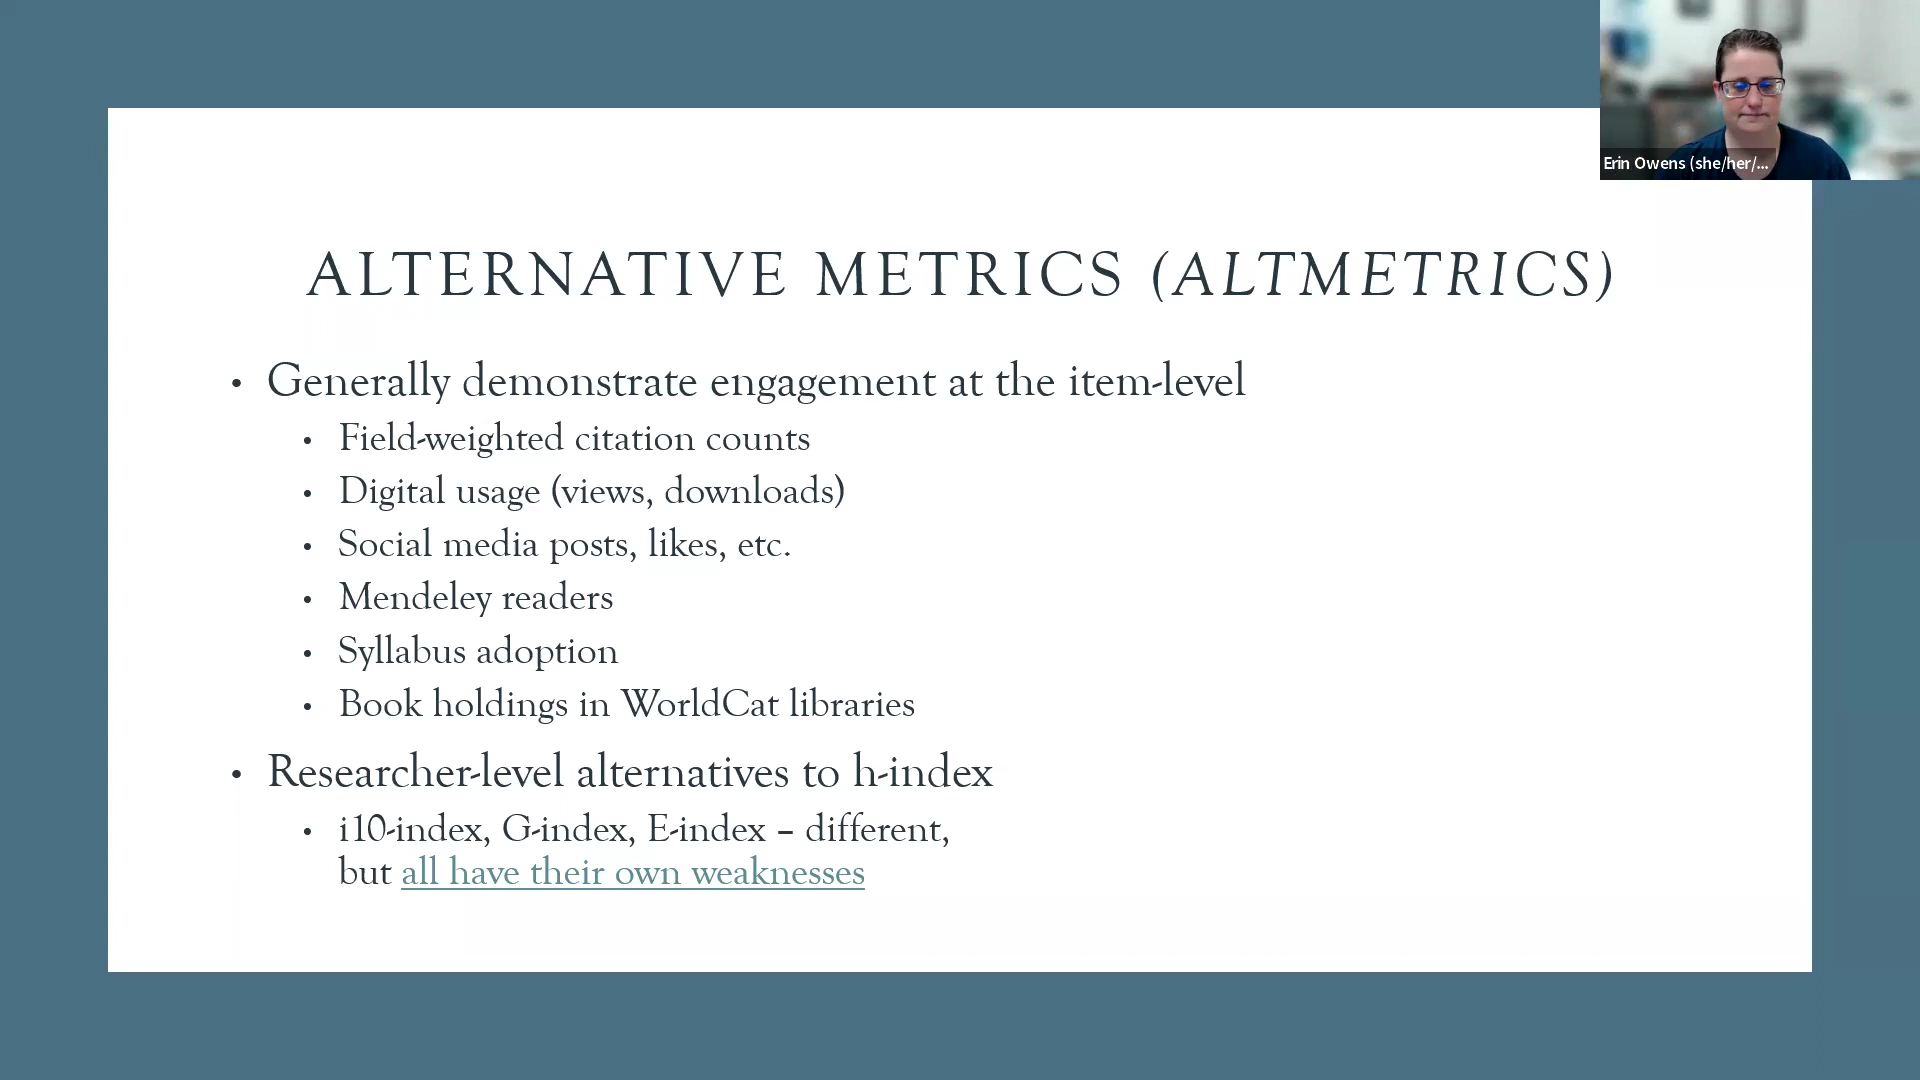 Erin Owens (she/her/...
ALTERNATIVE METRICS (ALTMETRICS)
• Generally demonstrate engagement at the item-level
• Field-weighted citation counts
• Digital usage (views, downloads)
• Social media posts, likes, etc.
• Mendeley readers
• Syllabus adoption
• Book holdings in WorldCat libraries
• Researcher-level alternatives to h-index
• i10-index, G-index, E-index – different,
but all have their own weaknesses